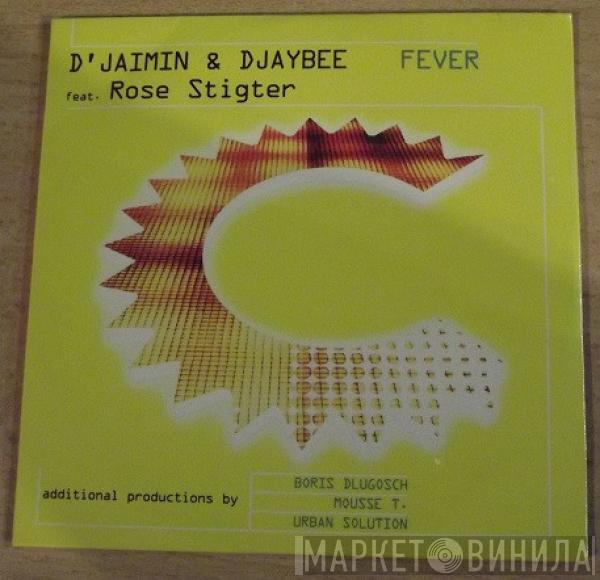 D'JAIMIN & DJAYBEE FEVER
feat. Rose Stigter
additional productions by
BORIS DLUGOSCH
MOUSSE T.
URBAN SOLUTION
МАРКЕТ ВИНИЛА